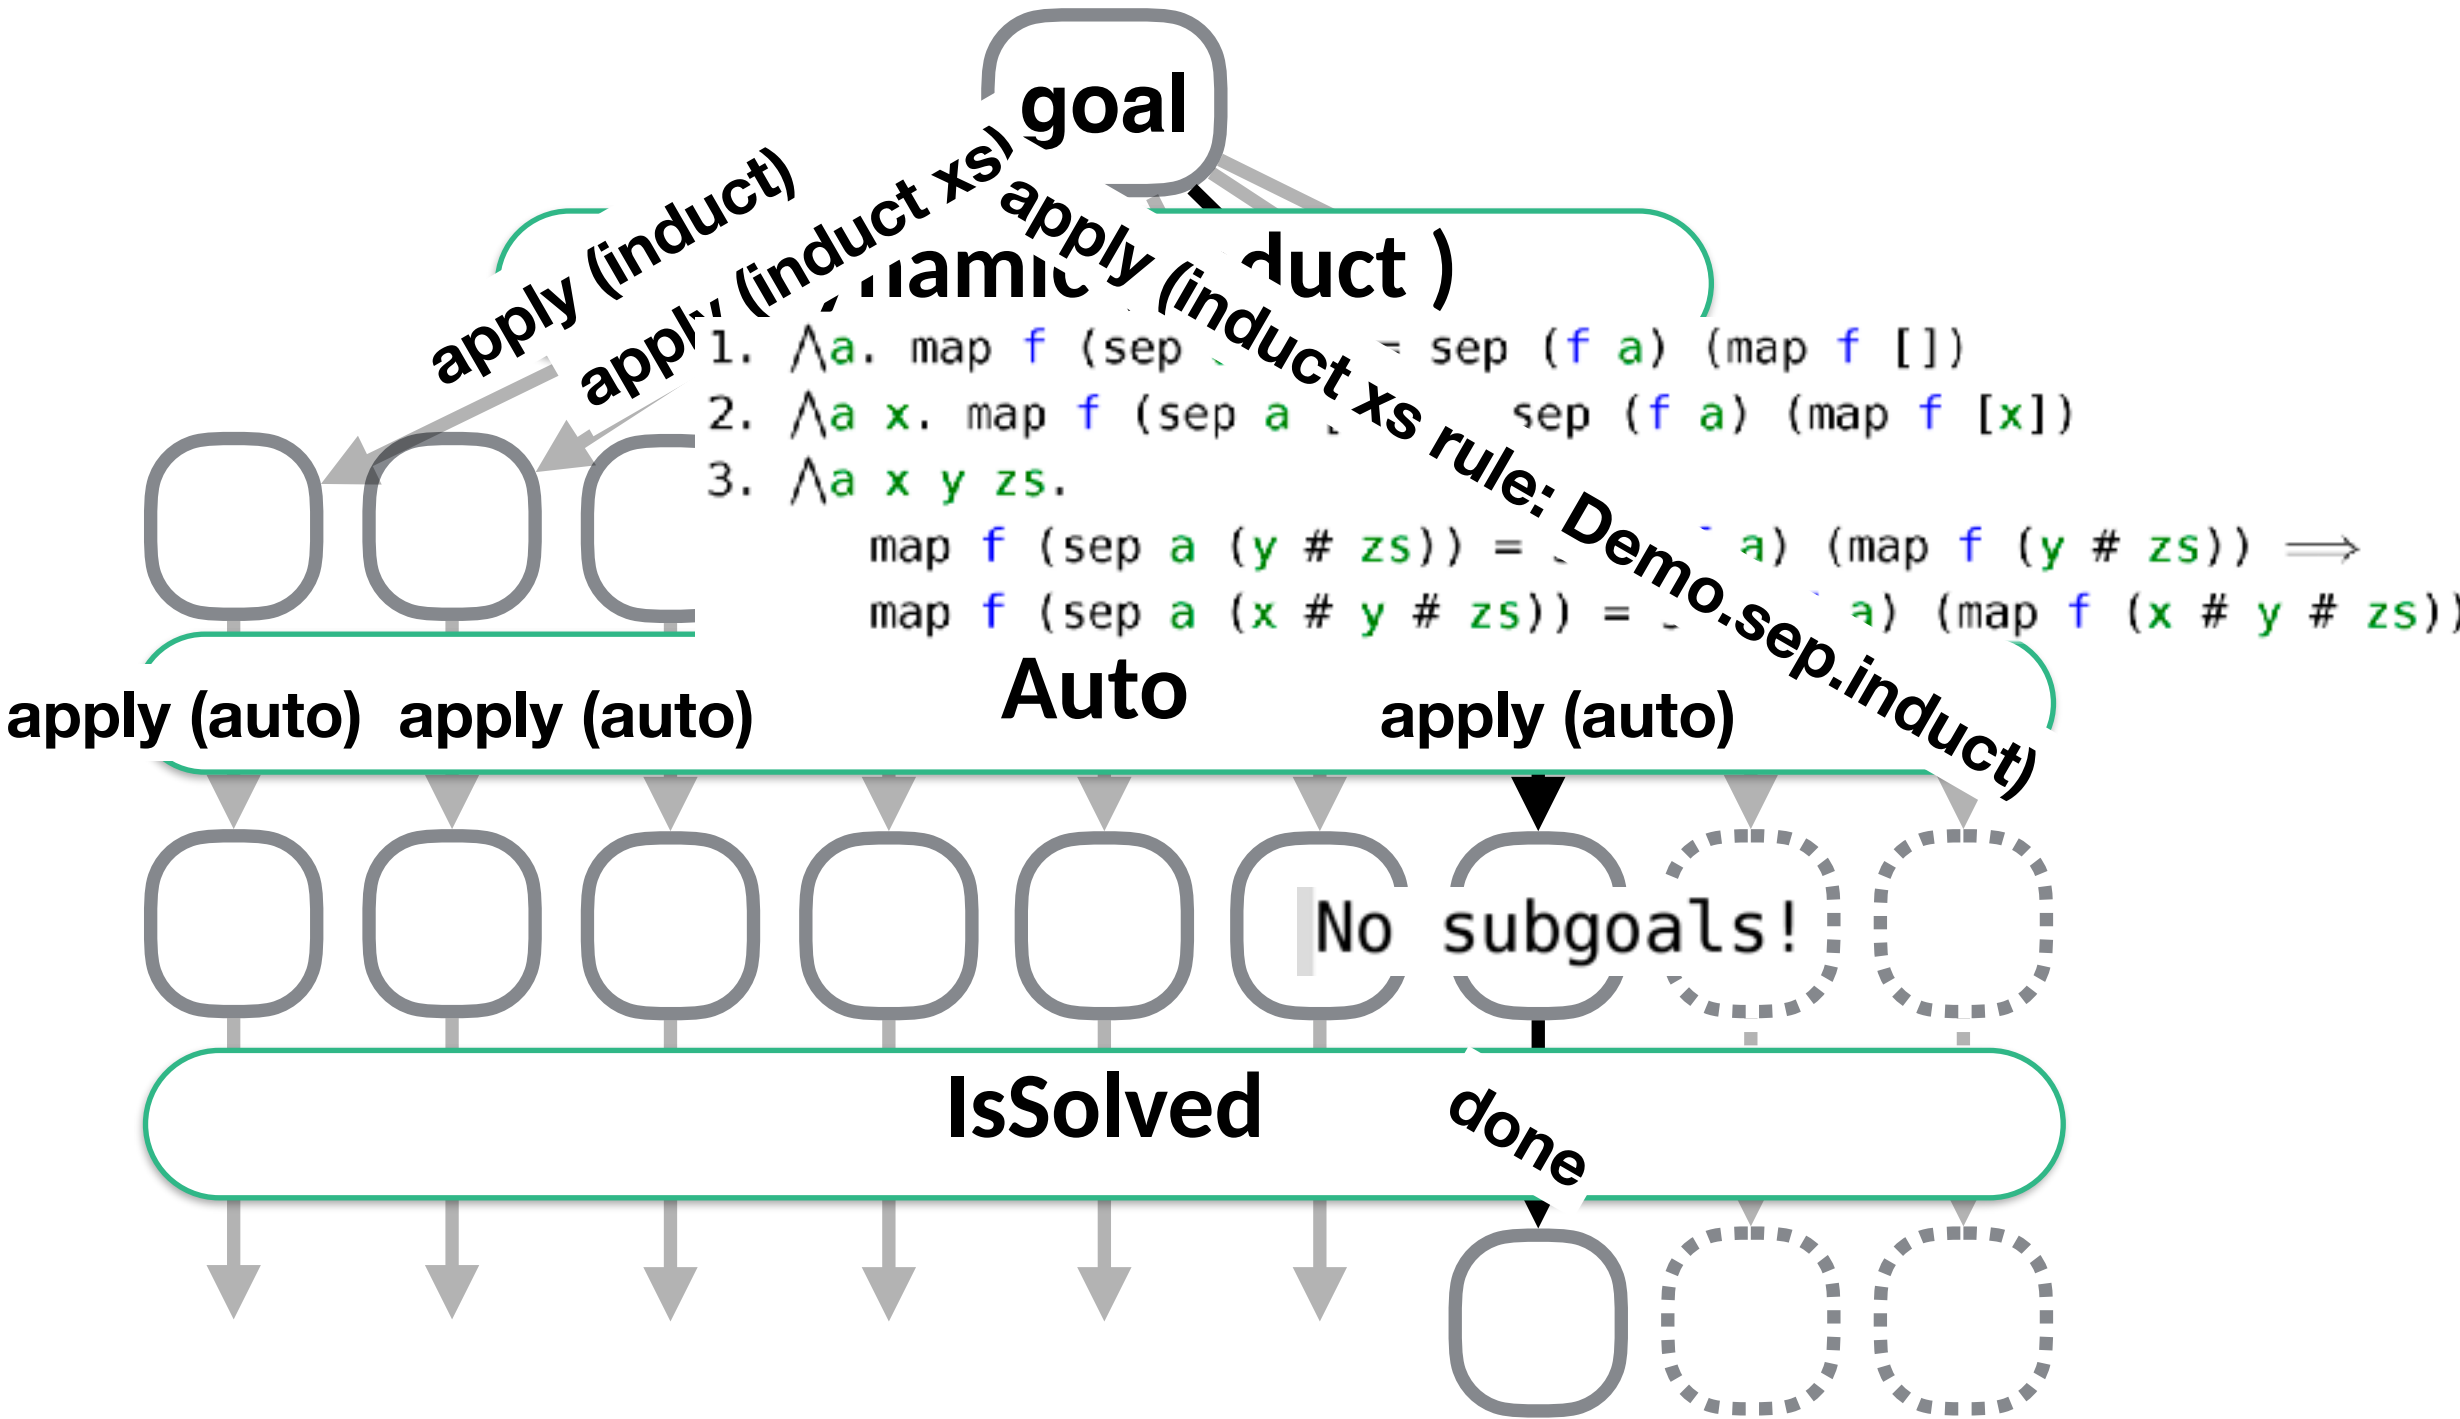 goal
apply (induct)
apply (induct xs)
apply (induct xs rule: Demo.sep.induct)
duct )
1. ⋀a. map f (sep = sep (f a) (map f [])
2. ⋀a x. map f (sep a sep (f a) (map f [x])
3. ⋀a x y zs.
map f (sep a (y # zs)) = a) (map f (y # zs)) ⟹
map f (sep a (x # y # zs)) = a) (map f (x # y # zs))
Auto
apply (auto) apply (auto) apply (auto)
No subgoals!
IsSolved
done